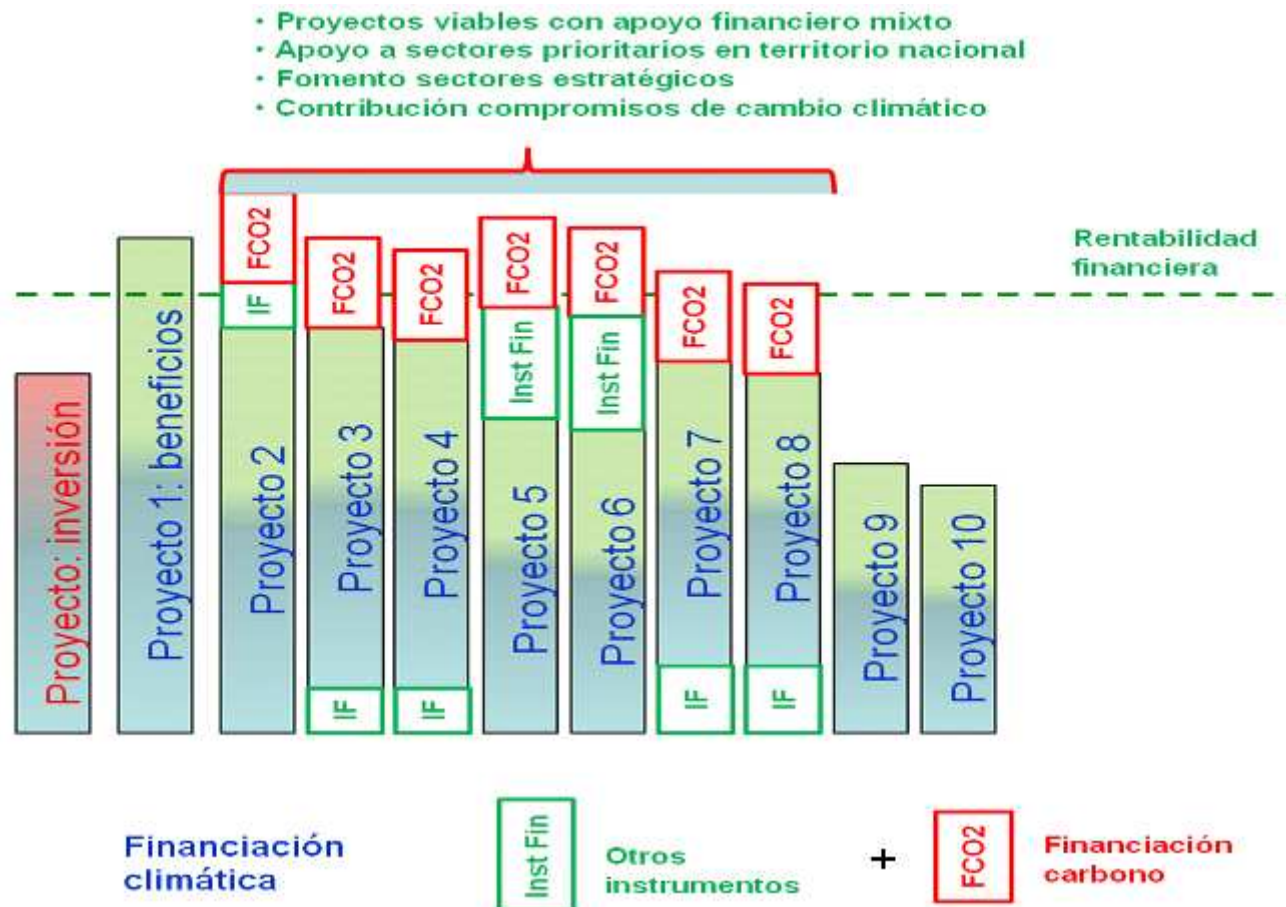 • Proyectos viables con apoyo financiero mixto
• Apoyo a sectores prioritarios en territorio nacional
• Fomento sectores estratégicos
• Contribución compromisos de cambio climático
Rentabilidad
financiera
Proyecto: inversión
Proyecto 1: beneficios
FCO2
IF
Proyecto 2
FCO2
Proyecto 3
IF
FCO2
Proyecto 4
IF
FCO2
Inst Fin
Proyecto 5
FCO2
Inst Fin
Proyecto 6
FCO2
Proyecto 7
IF
FCO2
Proyecto 8
IF
Proyecto 9
Proyecto 10
Financiación
climática
Inst Fin
Otros
instrumentos
+
FCO2
Financiación
carbono